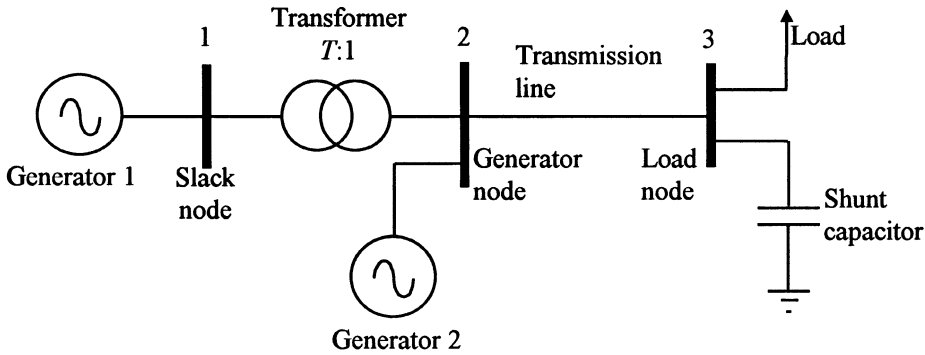 Transformer
T:1
1
2
3
Load
Transmission
line
Generator 1
Slack
node
Generator
node
Load
node
Shunt
capacitor
Generator 2